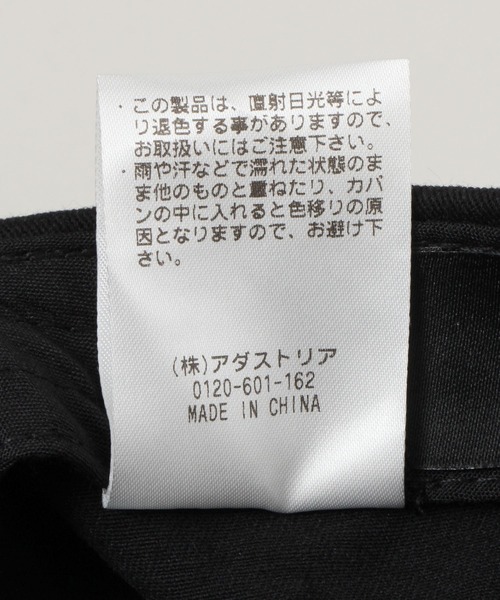 ・この製品は、直射日光等によ
り退色する事がありますので、
お取扱いにはご注意下さい。
・雨や汗などで濡れた状態のま
ま他のものと重ねたり、カバ
ンの中に入れると色移りの原
因となりますので、お避け下
さい。
(株)アダストリア
0120-601-162
MADE IN CHINA